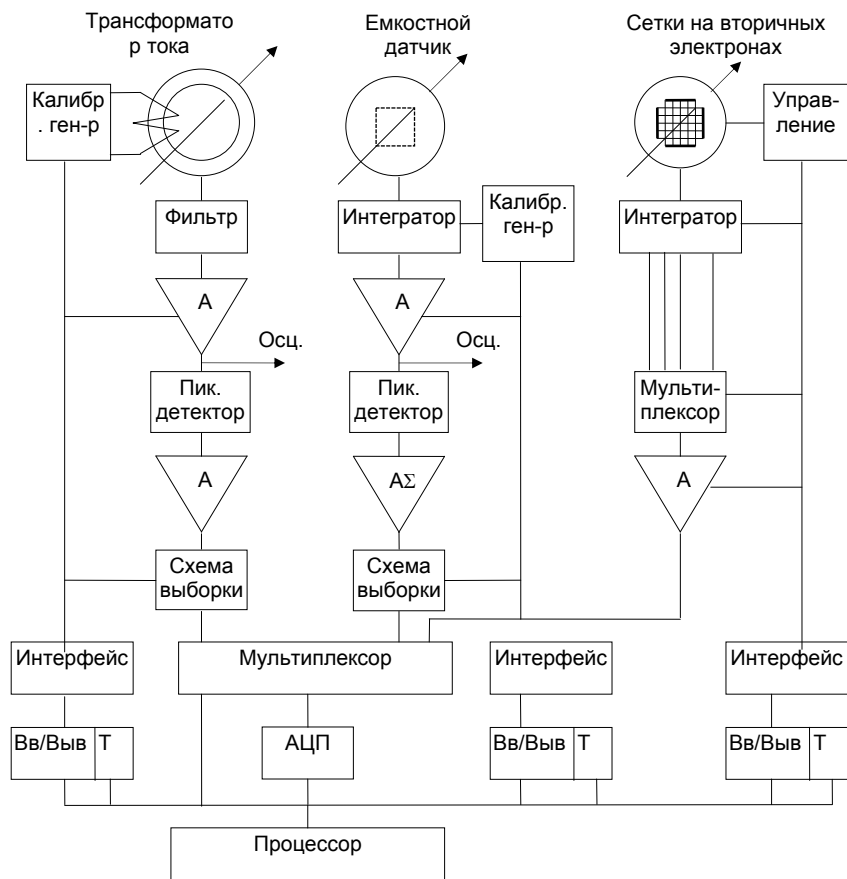 Трансформато
р тока
Емкостной
датчик
Сетки на вторичных
электронах
Калибр
. ген-р
Управ-
ление
Фильтр
Интегратор
Калибр.
ген-р
Интегратор
А
А
Осц.
Осц.
Пик.
детектор
Пик.
детектор
Мульти-
плексор
А
АΣ
А
Схема
выборки
Схема
выборки
Интерфейс
Мультиплексор
Интерфейс
Интерфейс
Вв/Выв
Т
АЦП
Вв/Выв
Т
Вв/Выв
Т
Процессор